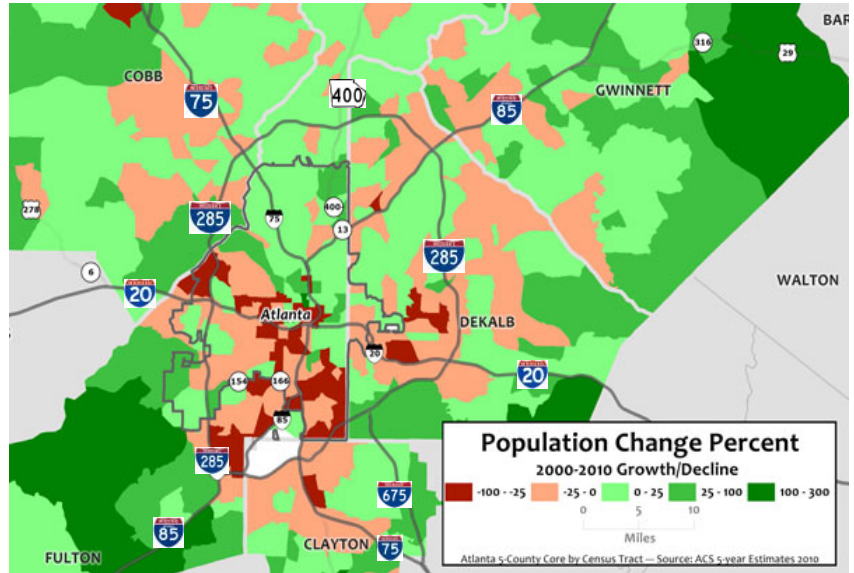 BAR
COBB
316
29
75
400
GWINNETT
85
278
285
400
75
13
285
6
WALTON
20
Atlanta
DEKALB
20
154
166
20
85
285
Population Change Percent
2000-2010 Growth/Decline
-100 - -25
-25 - 0
0 - 25
25 - 100
100 - 300
0 5 10
Miles
Atlanta 5-County Core by Census Tract — Source: ACS 5-year Estimates 2010
675
85
75
CLAYTON
FULTON